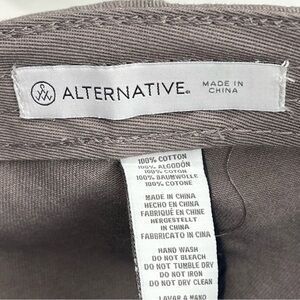 ALTERNATIVE®
MADE IN
CHINA
100% COTTON
100% ALGODÓN
100% COTON
100% BAUMWOLLE
100% COTONE
MADE IN CHINA
HECHO EN CHINA
FABRIQUÉ EN CHINE
HERGESTELLT
IN CHINA
FABBRICATO IN CINA
HAND WASH
DO NOT BLEACH
DO NOT TUMBLE DRY
DO NOT IRON
DO NOT DRY CLEAN
LAVAR A MANO